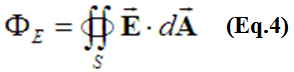 Φ_E = ∯_S E⃗ · dA⃗ (Eq.4)